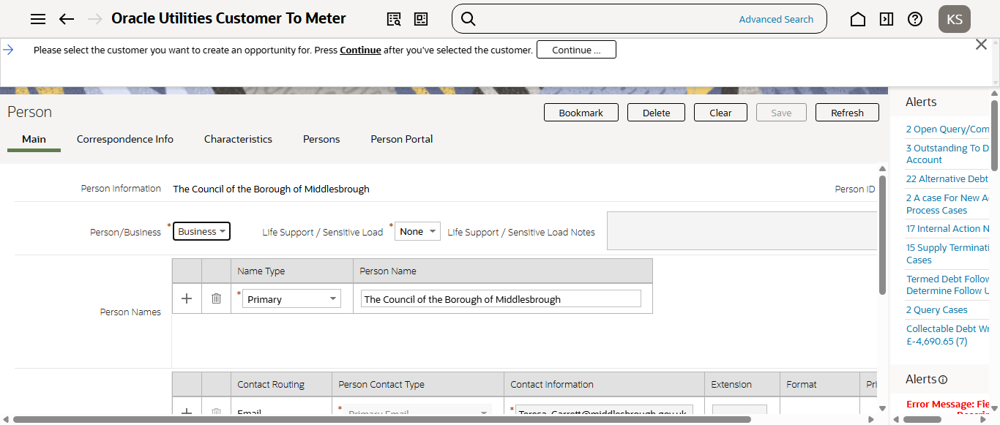 Oracle Utilities Customer To Meter
Advanced Search
KS
Please select the customer you want to create an opportunity for. Press Continue after you've selected the customer.
Continue ...
Person
Bookmark
Delete
Clear
Save
Refresh
Main
Correspondence Info
Characteristics
Persons
Person Portal
Person Information
The Council of the Borough of Middlesbrough
Person ID
Person/Business
* Business
Life Support / Sensitive Load
* None
Life Support / Sensitive Load Notes
Name Type
Person Name
Person Names
* Primary
The Council of the Borough of Middlesbrough
Contact Routing
Person Contact Type
Contact Information
Extension
Format
Pri
Email
* Primary Email
* Teresa_Garrett@middlesbrough.gov.uk
Alerts
2 Open Query/Com
3 Outstanding To D
Account
22 Alternative Debt
2 A case For New A
Process Cases
17 Internal Action N
15 Supply Terminati
Cases
Termed Debt Follow
Determine Follow U
2 Query Cases
Collectable Debt Wr
£-4,690.65 (7)
Alerts
Error Message: Fie